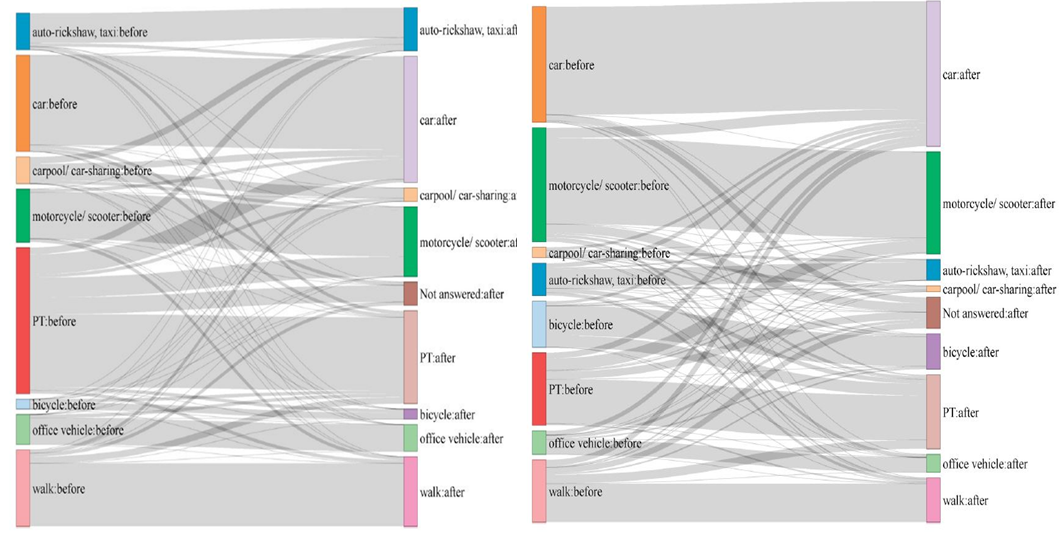 auto-rickshaw, taxi:before
car:before
carpool/ car-sharing:before
motorcycle/ scooter:before
PT:before
bicycle:before
office vehicle:before
walk:before
auto-rickshaw, taxi:aft
car:after
carpool/ car-sharing:a
motorcycle/ scooter:af
Not answered:after
PT:after
bicycle:after
office vehicle:after
walk:after
car:before
motorcycle/ scooter:before
carpool/ car-sharing:before
auto-rickshaw, taxi:before
bicycle:before
PT:before
office vehicle:before
walk:before
car:after
motorcycle/ scooter:after
auto-rickshaw, taxi:after
carpool/ car-sharing:after
Not answered:after
bicycle:after
PT:after
office vehicle:after
walk:after